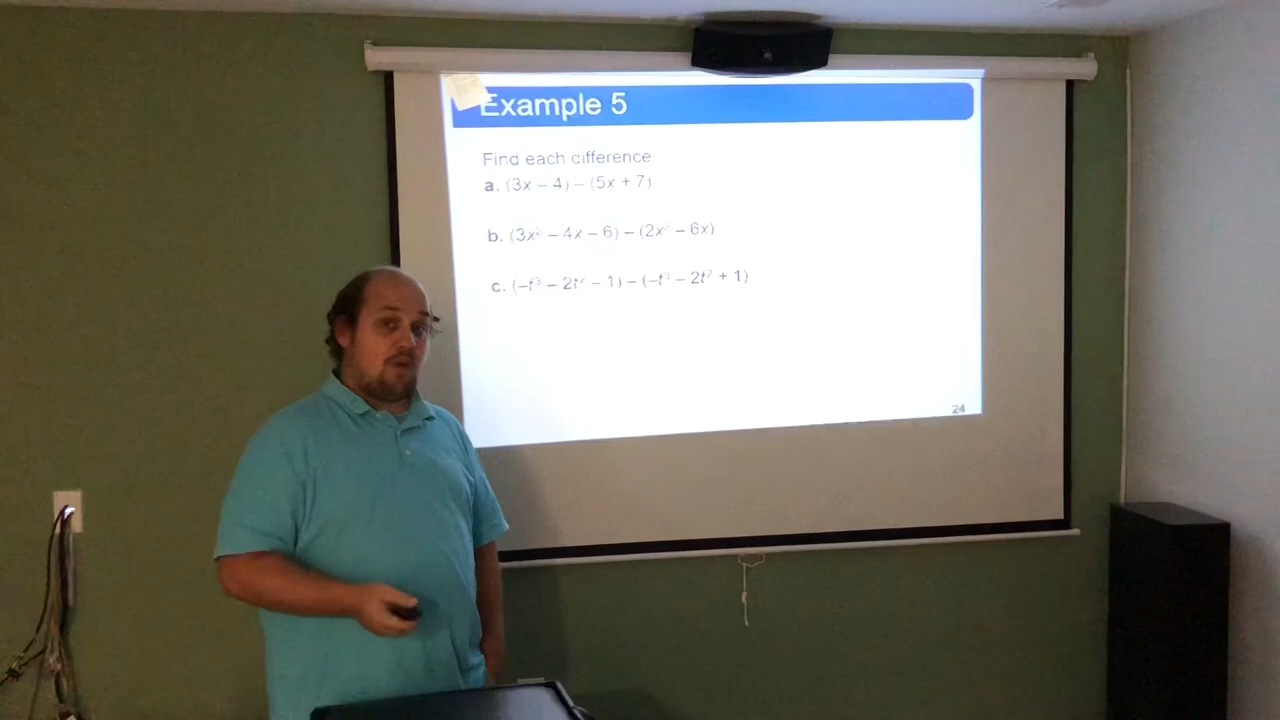 Example 5
Find each difference
a. (3x – 4) – (5x + 7)
b. (3x² – 4x – 6) – (2x² – 6x)
c. (–t³ – 2t² – 1) – (–t³ – 2t² + 1)
24